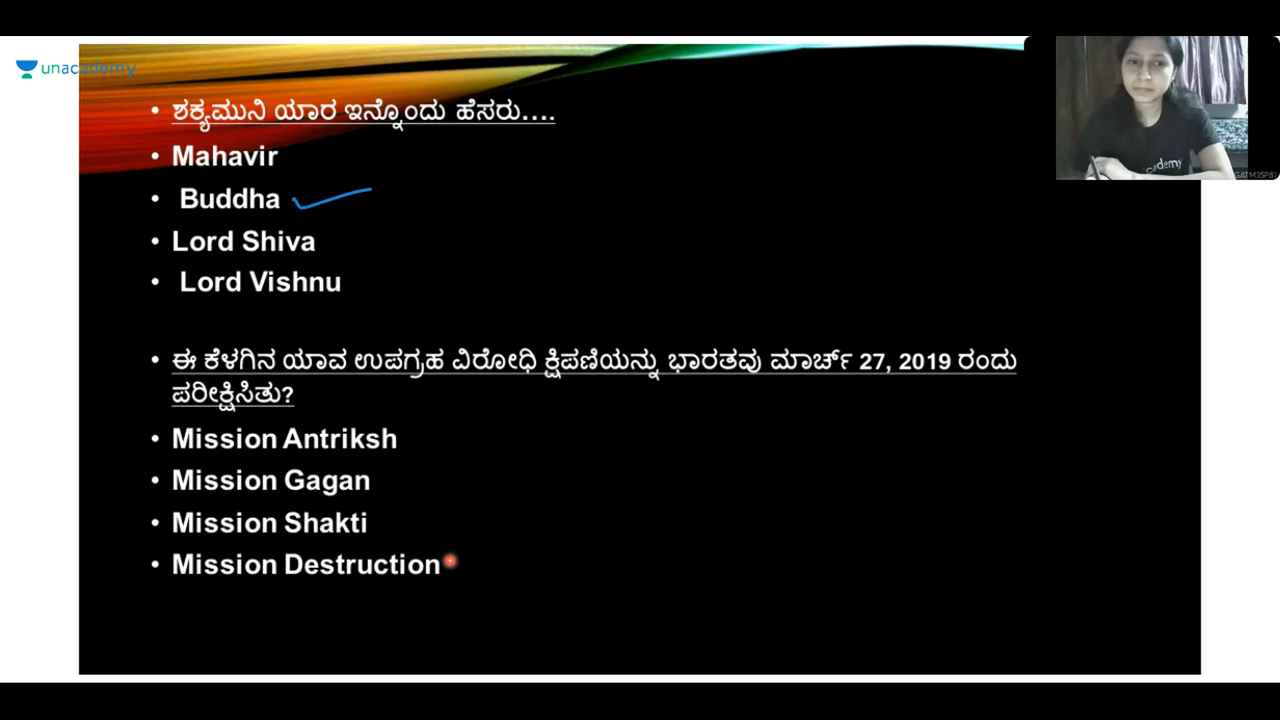 unacademy
ಶಕ್ಯಮುನಿ ಯಾರ ಇನ್ನೊಂದು ಹೆಸರು....
Mahavir
Buddha
Lord Shiva
Lord Vishnu
ಈ ಕೆಳಗಿನ ಯಾವ ಉಪಗ್ರಹ ವಿರೋಧಿ ಕ್ಷಿಪಣಿಯನ್ನು ಭಾರತವು ಮಾರ್ಚ್ 27, 2019 ರಂದು
ಪರೀಕ್ಷಿಸಿತು?
Mission Antriksh
Mission Gagan
Mission Shakti
Mission Destruction